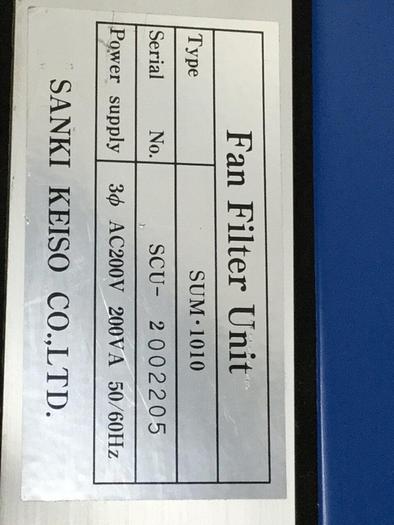 Fan Filter Unit
Type SUM・1010
Serial No. SCU- 2002205
Power supply 3ϕ AC200V 200VA 50/60Hz
SANKI KEISO CO.,LTD.